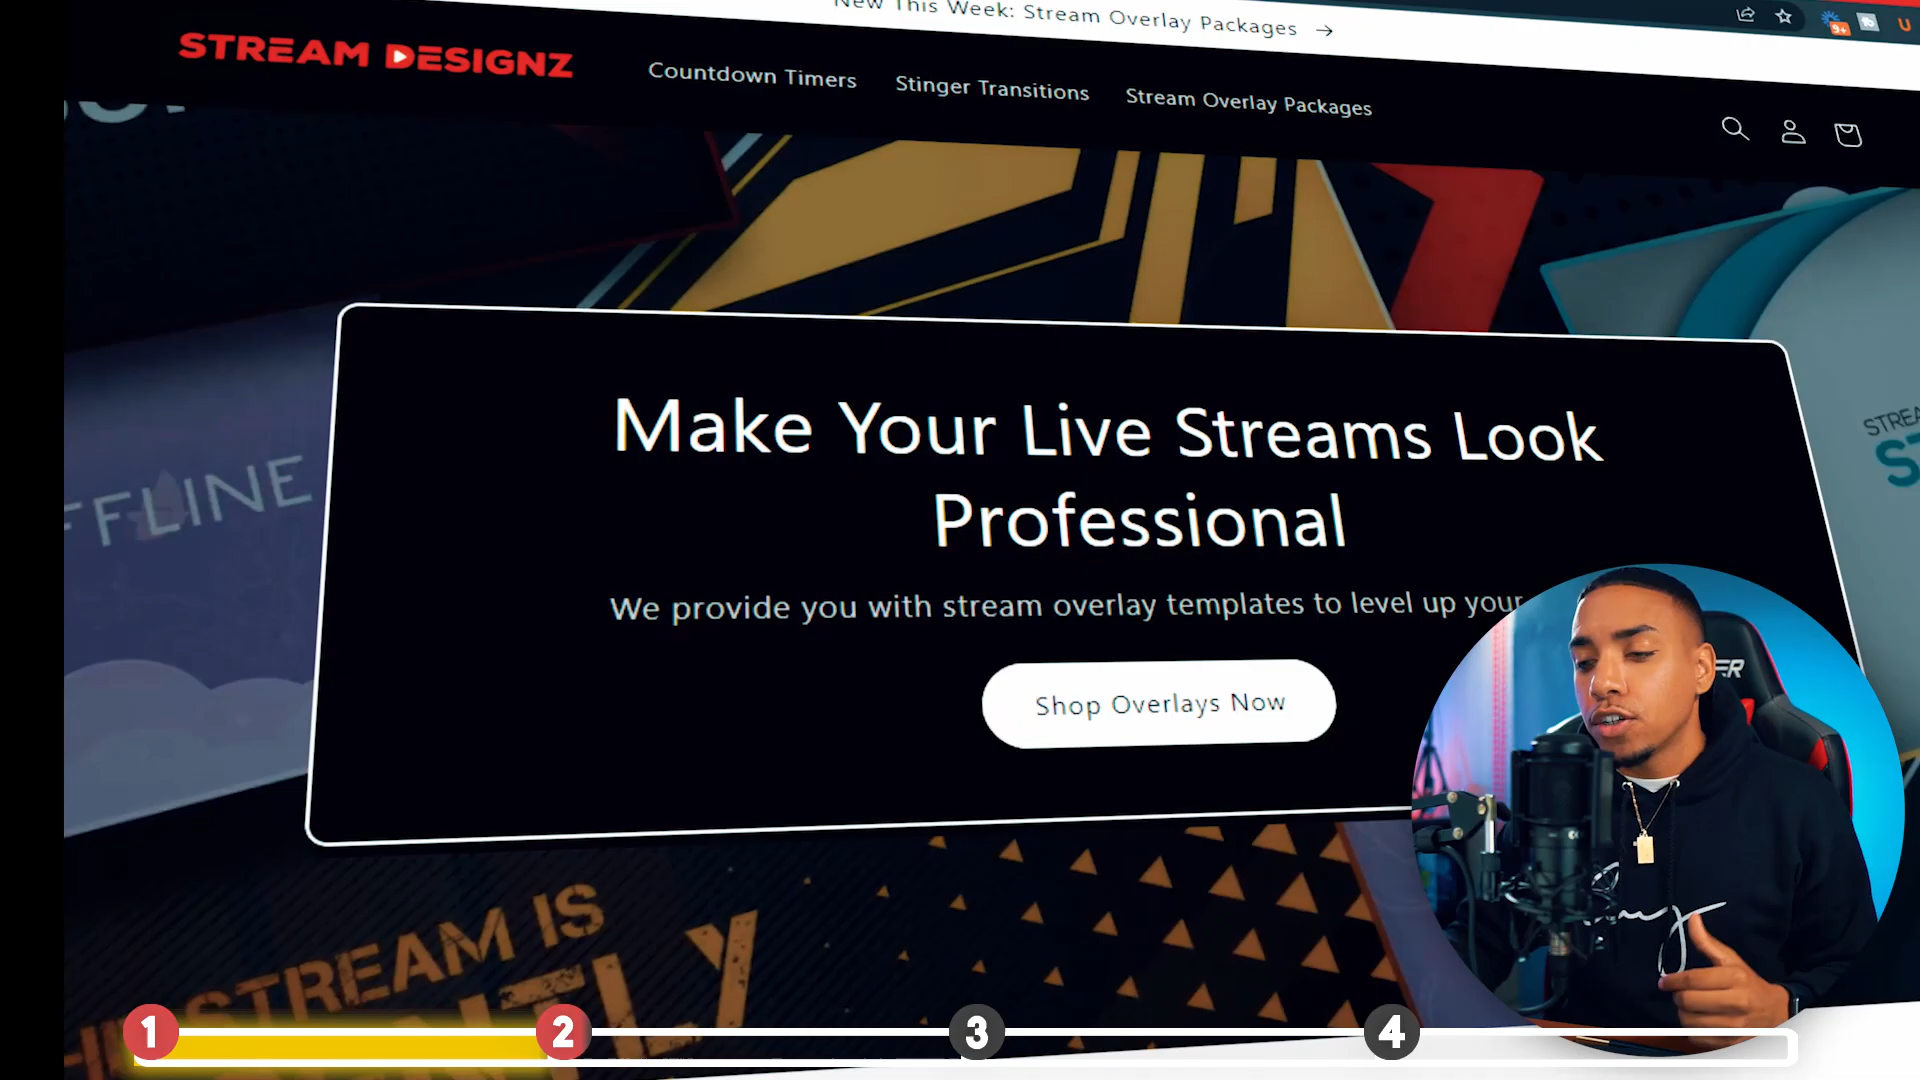 New This Week: Stream Overlay Packages →
STREAM DESIGNZ
Countdown Timers
Stinger Transitions
Stream Overlay Packages
9+
Make Your Live Streams Look
Professional
We provide you with stream overlay templates to level up your
Shop Overlays Now
FFLINE
STREAM IS
1
2
3
4